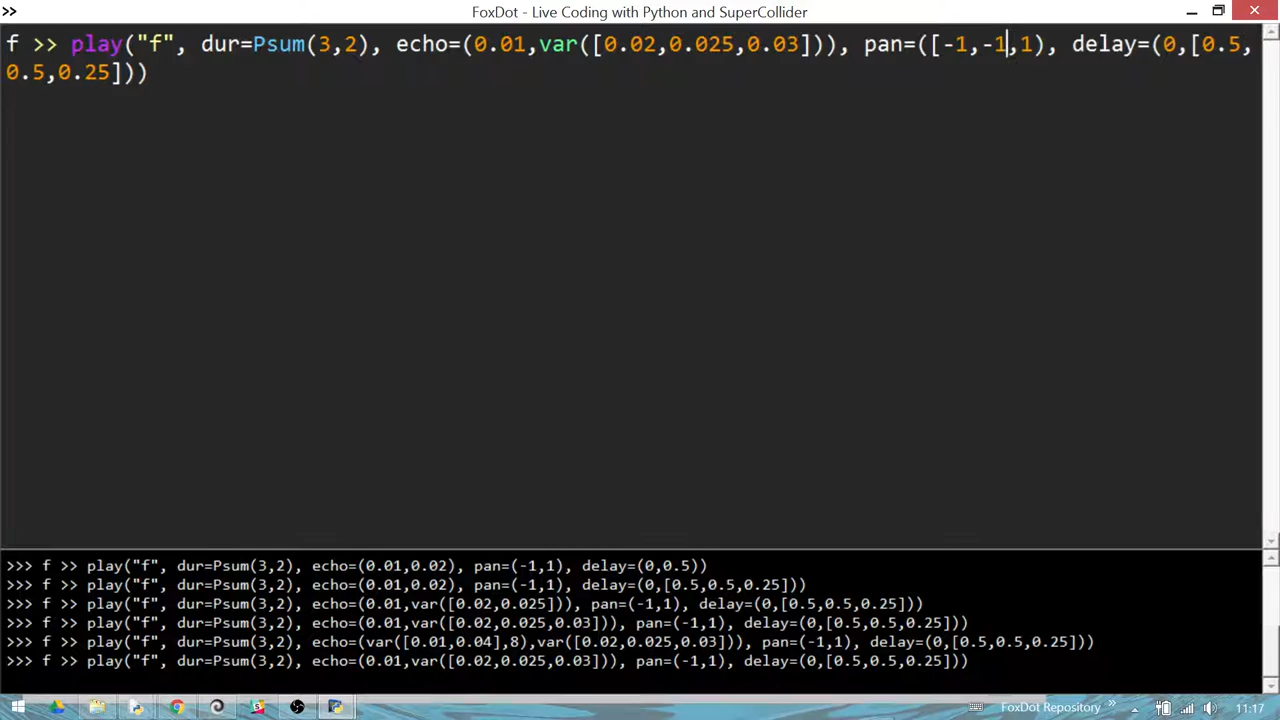 FoxDot - Live Coding with Python and SuperCollider
f >> play("f", dur=Psum(3,2), echo=(0.01,var([0.02,0.025,0.03])), pan=([-1,-1,1), delay=(0,[0.5,
0.5,0.25]))
>>> f >> play("f", dur=Psum(3,2), echo=(0.01,0.02), pan=(-1,1), delay=(0,0.5))
>>> f >> play("f", dur=Psum(3,2), echo=(0.01,0.02), pan=(-1,1), delay=(0,[0.5,0.5,0.25]))
>>> f >> play("f", dur=Psum(3,2), echo=(0.01,var([0.02,0.025])), pan=(-1,1), delay=(0,[0.5,0.5,0.25]))
>>> f >> play("f", dur=Psum(3,2), echo=(0.01,var([0.02,0.025,0.03])), pan=(-1,1), delay=(0,[0.5,0.5,0.25]))
>>> f >> play("f", dur=Psum(3,2), echo=(var([0.01,0.04],8),var([0.02,0.025,0.03])), pan=(-1,1), delay=(0,[0.5,0.5,0.25]))
>>> f >> play("f", dur=Psum(3,2), echo=(0.01,var([0.02,0.025,0.03])), pan=(-1,1), delay=(0,[0.5,0.5,0.25]))
FoxDot Repository
11:17